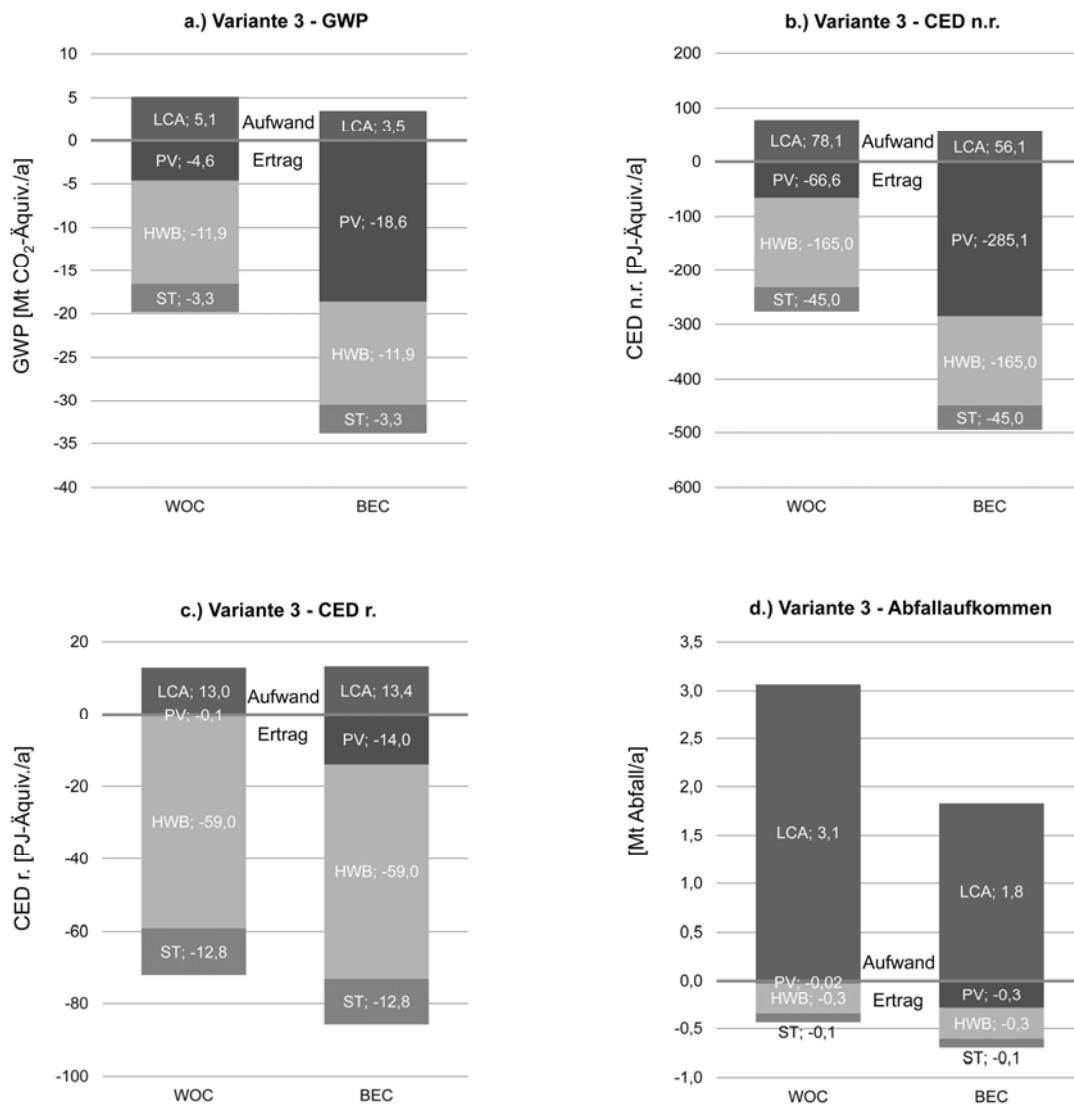 a.) Variante 3 - GWP
10
5
0
-5
-10
-15
-20
-25
-30
-35
-40
GWP [Mt CO₂-Äquiv./a]
LCA; 5,1
Aufwand
LCA; 3,5
PV; -4,6
Ertrag
PV; -18,6
HWB; -11,9
ST; -3,3
HWB; -11,9
ST; -3,3
WOC
BEC
b.) Variante 3 - CED n.r.
200
100
0
-100
-200
-300
-400
-500
-600
CED n.r. [PJ-Äquiv./a]
LCA; 78,1
Aufwand
LCA; 56,1
PV; -66,6
Ertrag
HWB; -165,0
PV; -285,1
ST; -45,0
HWB; -165,0
ST; -45,0
WOC
BEC
c.) Variante 3 - CED r.
20
0
-20
-40
-60
-80
-100
CED r. [PJ-Äquiv./a]
LCA; 13,0
Aufwand
LCA; 13,4
PV; -0,1
Ertrag
PV; -14,0
HWB; -59,0
HWB; -59,0
ST; -12,8
ST; -12,8
WOC
BEC
d.) Variante 3 - Abfallaufkommen
3,5
3,0
2,5
2,0
1,5
1,0
0,5
0,0
-0,5
-1,0
[Mt Abfall/a]
LCA; 3,1
LCA; 1,8
Aufwand
PV; -0,02
Ertrag
PV; -0,3
HWB; -0,3
HWB; -0,3
ST; -0,1
ST; -0,1
WOC
BEC